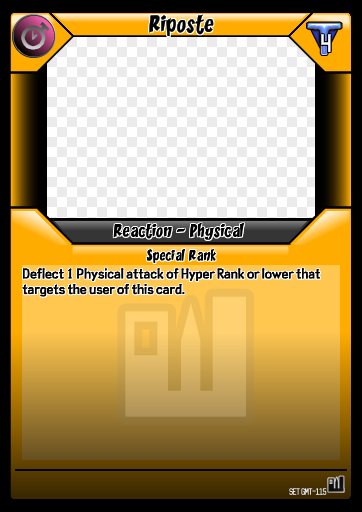 Riposte
4
Reaction - Physical
Special Rank
Deflect 1 Physical attack of Hyper Rank or lower that
targets the user of this card.
SET GMT-115